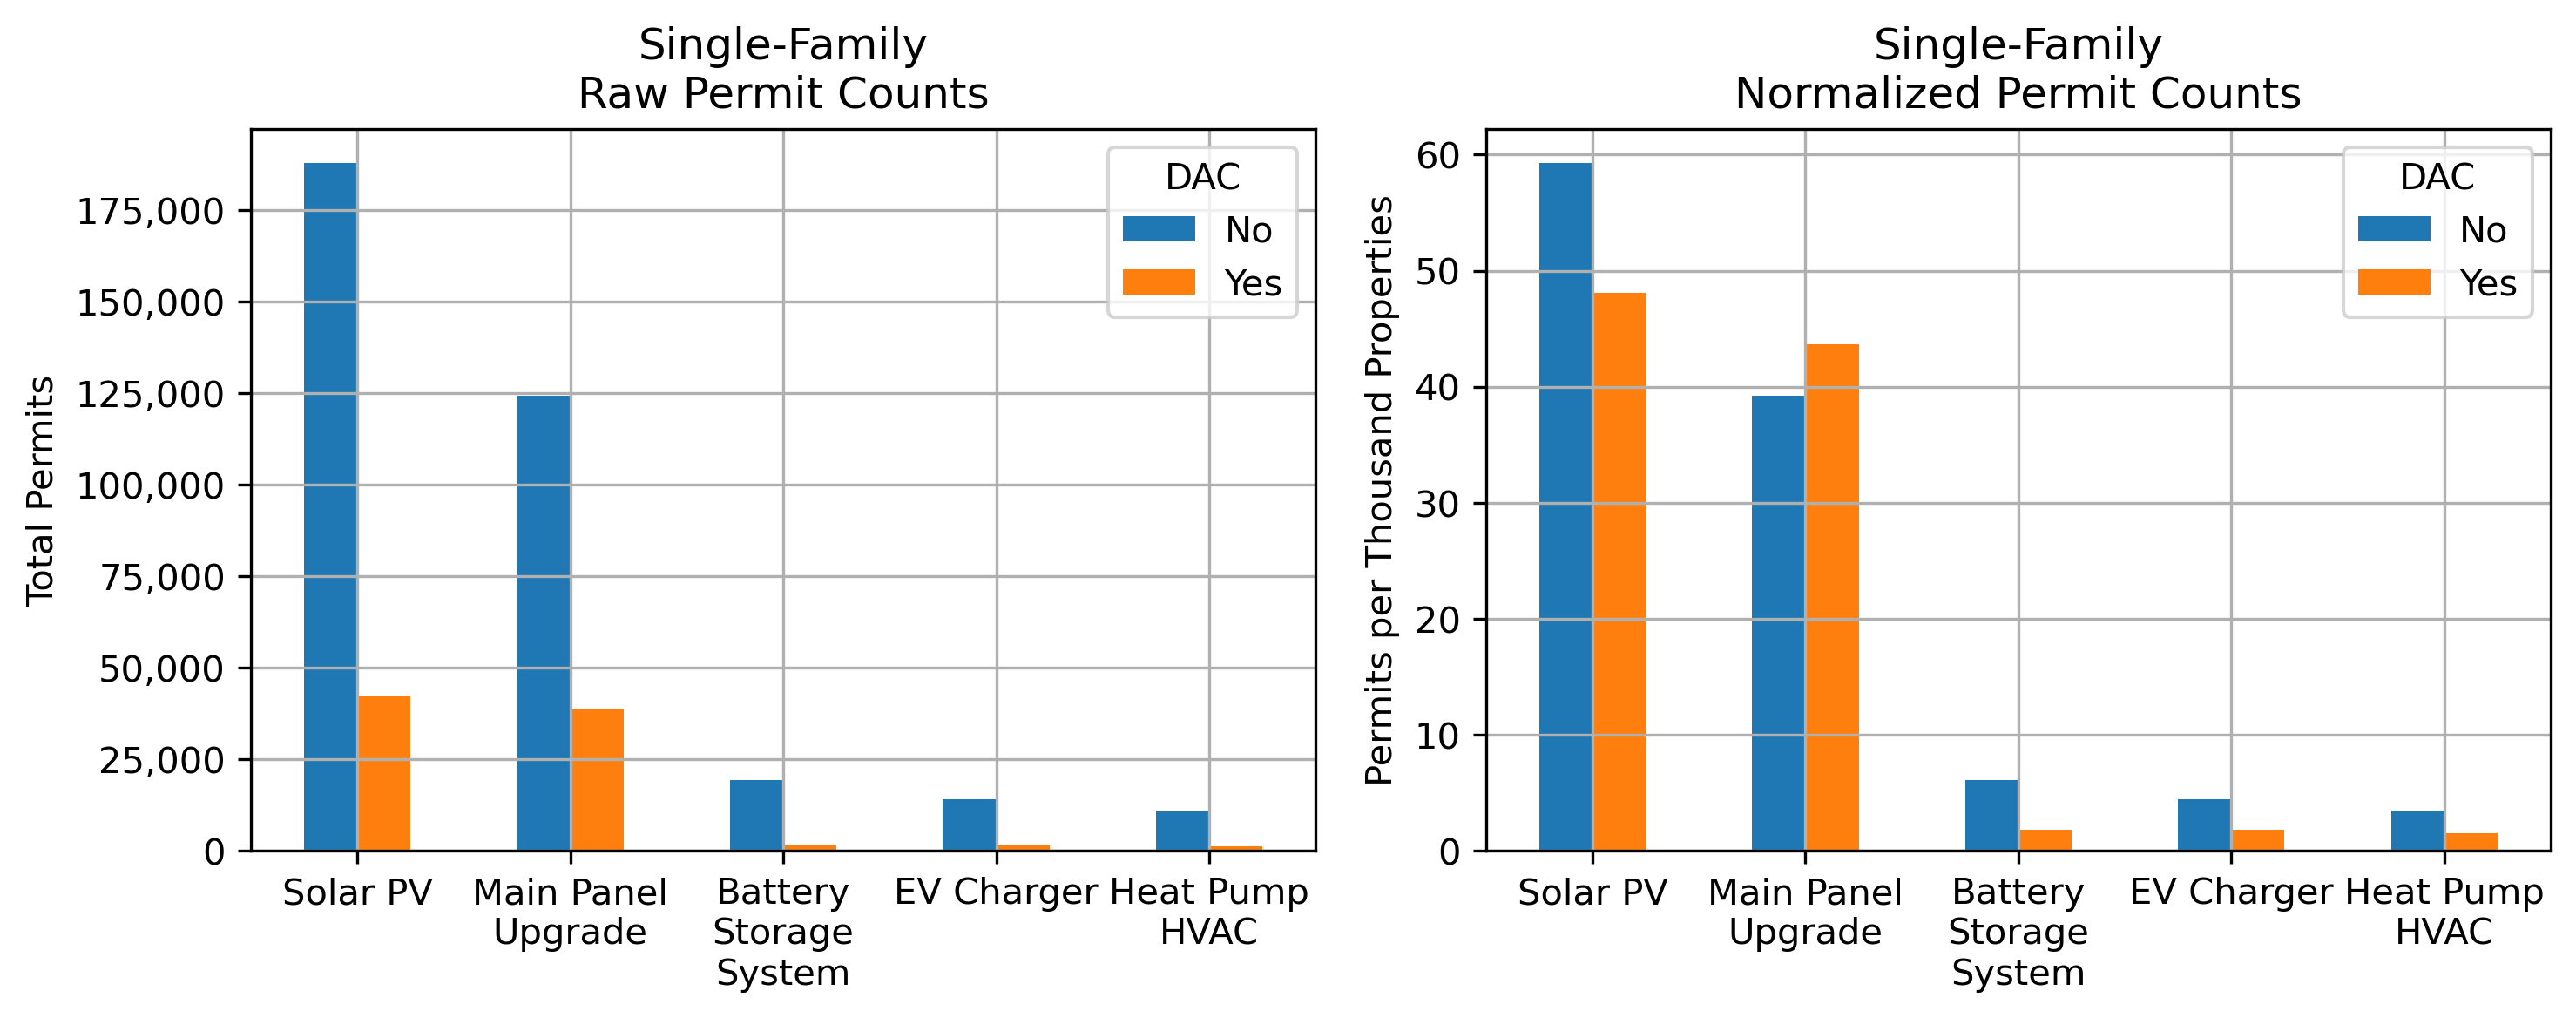 Single-Family
Raw Permit Counts
Total Permits
175,000
150,000
125,000
100,000
75,000
50,000
25,000
0
DAC
No
Yes
Solar PV
Main Panel
Upgrade
Battery
Storage
System
EV Charger
Heat Pump
HVAC
Single-Family
Normalized Permit Counts
Permits per Thousand Properties
60
50
40
30
20
10
0
DAC
No
Yes
Solar PV
Main Panel
Upgrade
Battery
Storage
System
EV Charger
Heat Pump
HVAC